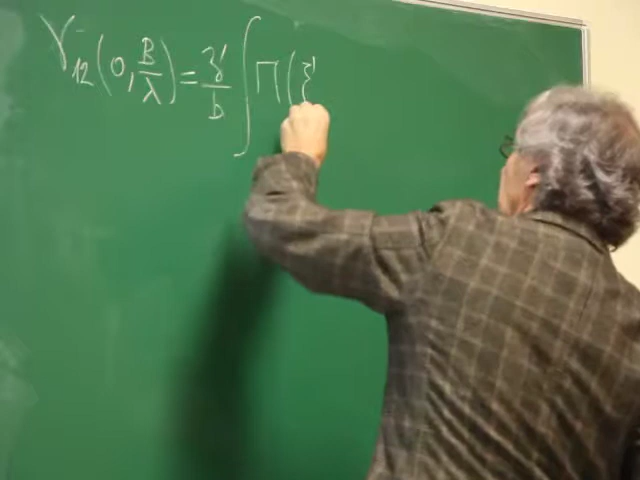 γ₁₂(0, B/λ) = ʒ'/b ∫ Π(ξ'